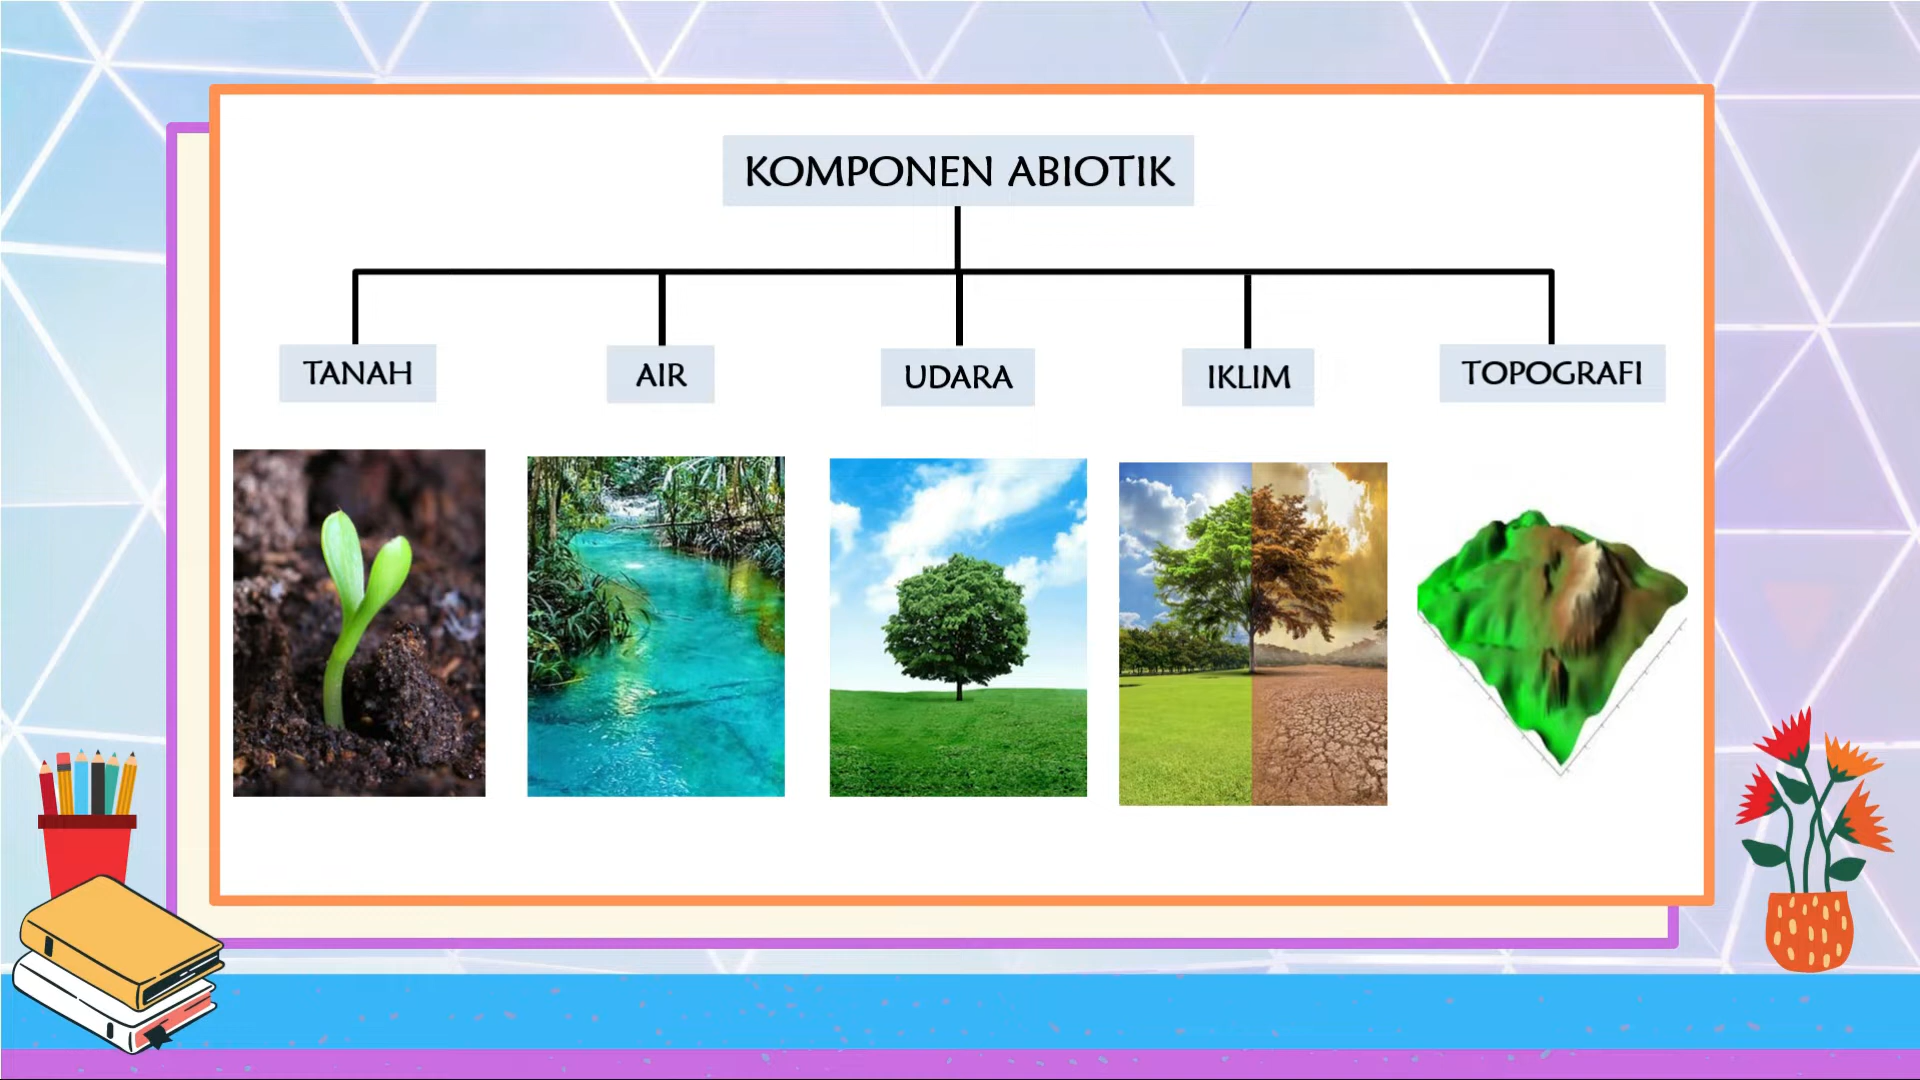 KOMPONEN ABIOTIK
TANAH
AIR
UDARA
IKLIM
TOPOGRAFI